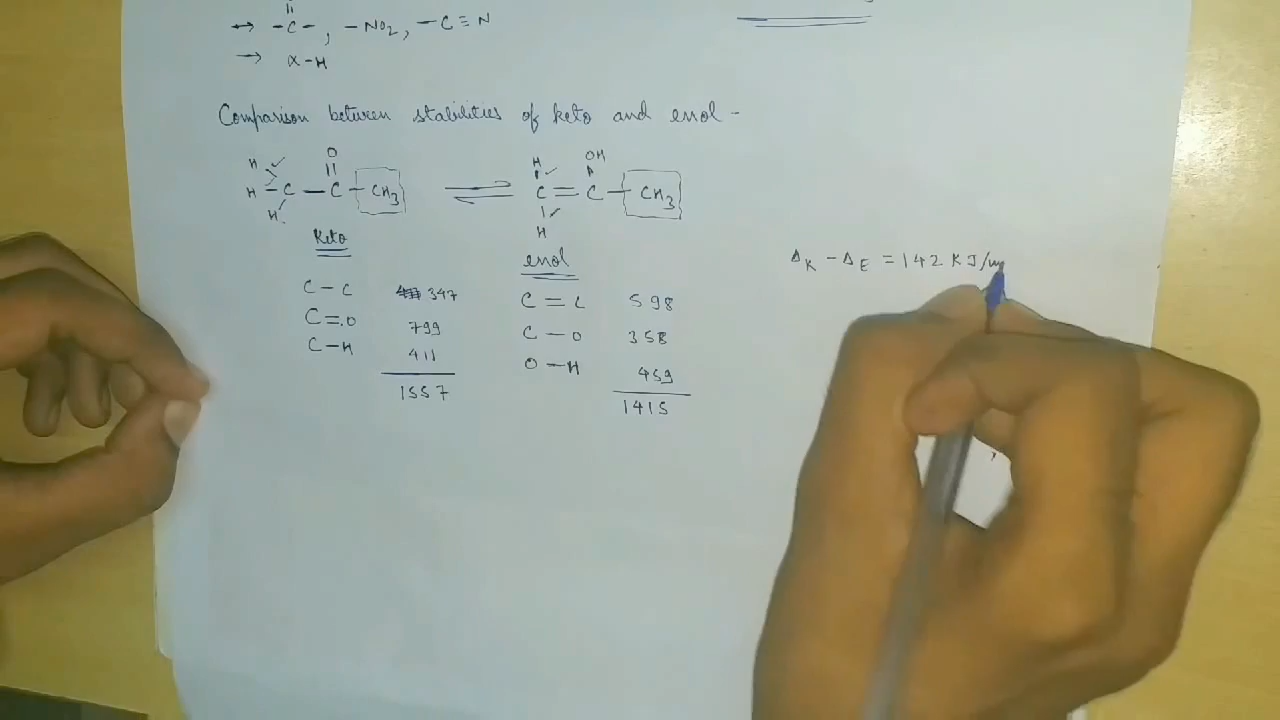 O
||
↔ -C-, -NO₂, -C≡N
→ α-H
Comparison between stabilities of keto and enol -
H O H OH
H - C - C - CH₃ ⇌ C = C - CH₃
H H
Keto enol
C-C 347 C=C 598
C=O 799 C-O 358
C-H 411 O-H 459
1557 1415
Δ_K - Δ_E = 142 KJ/m